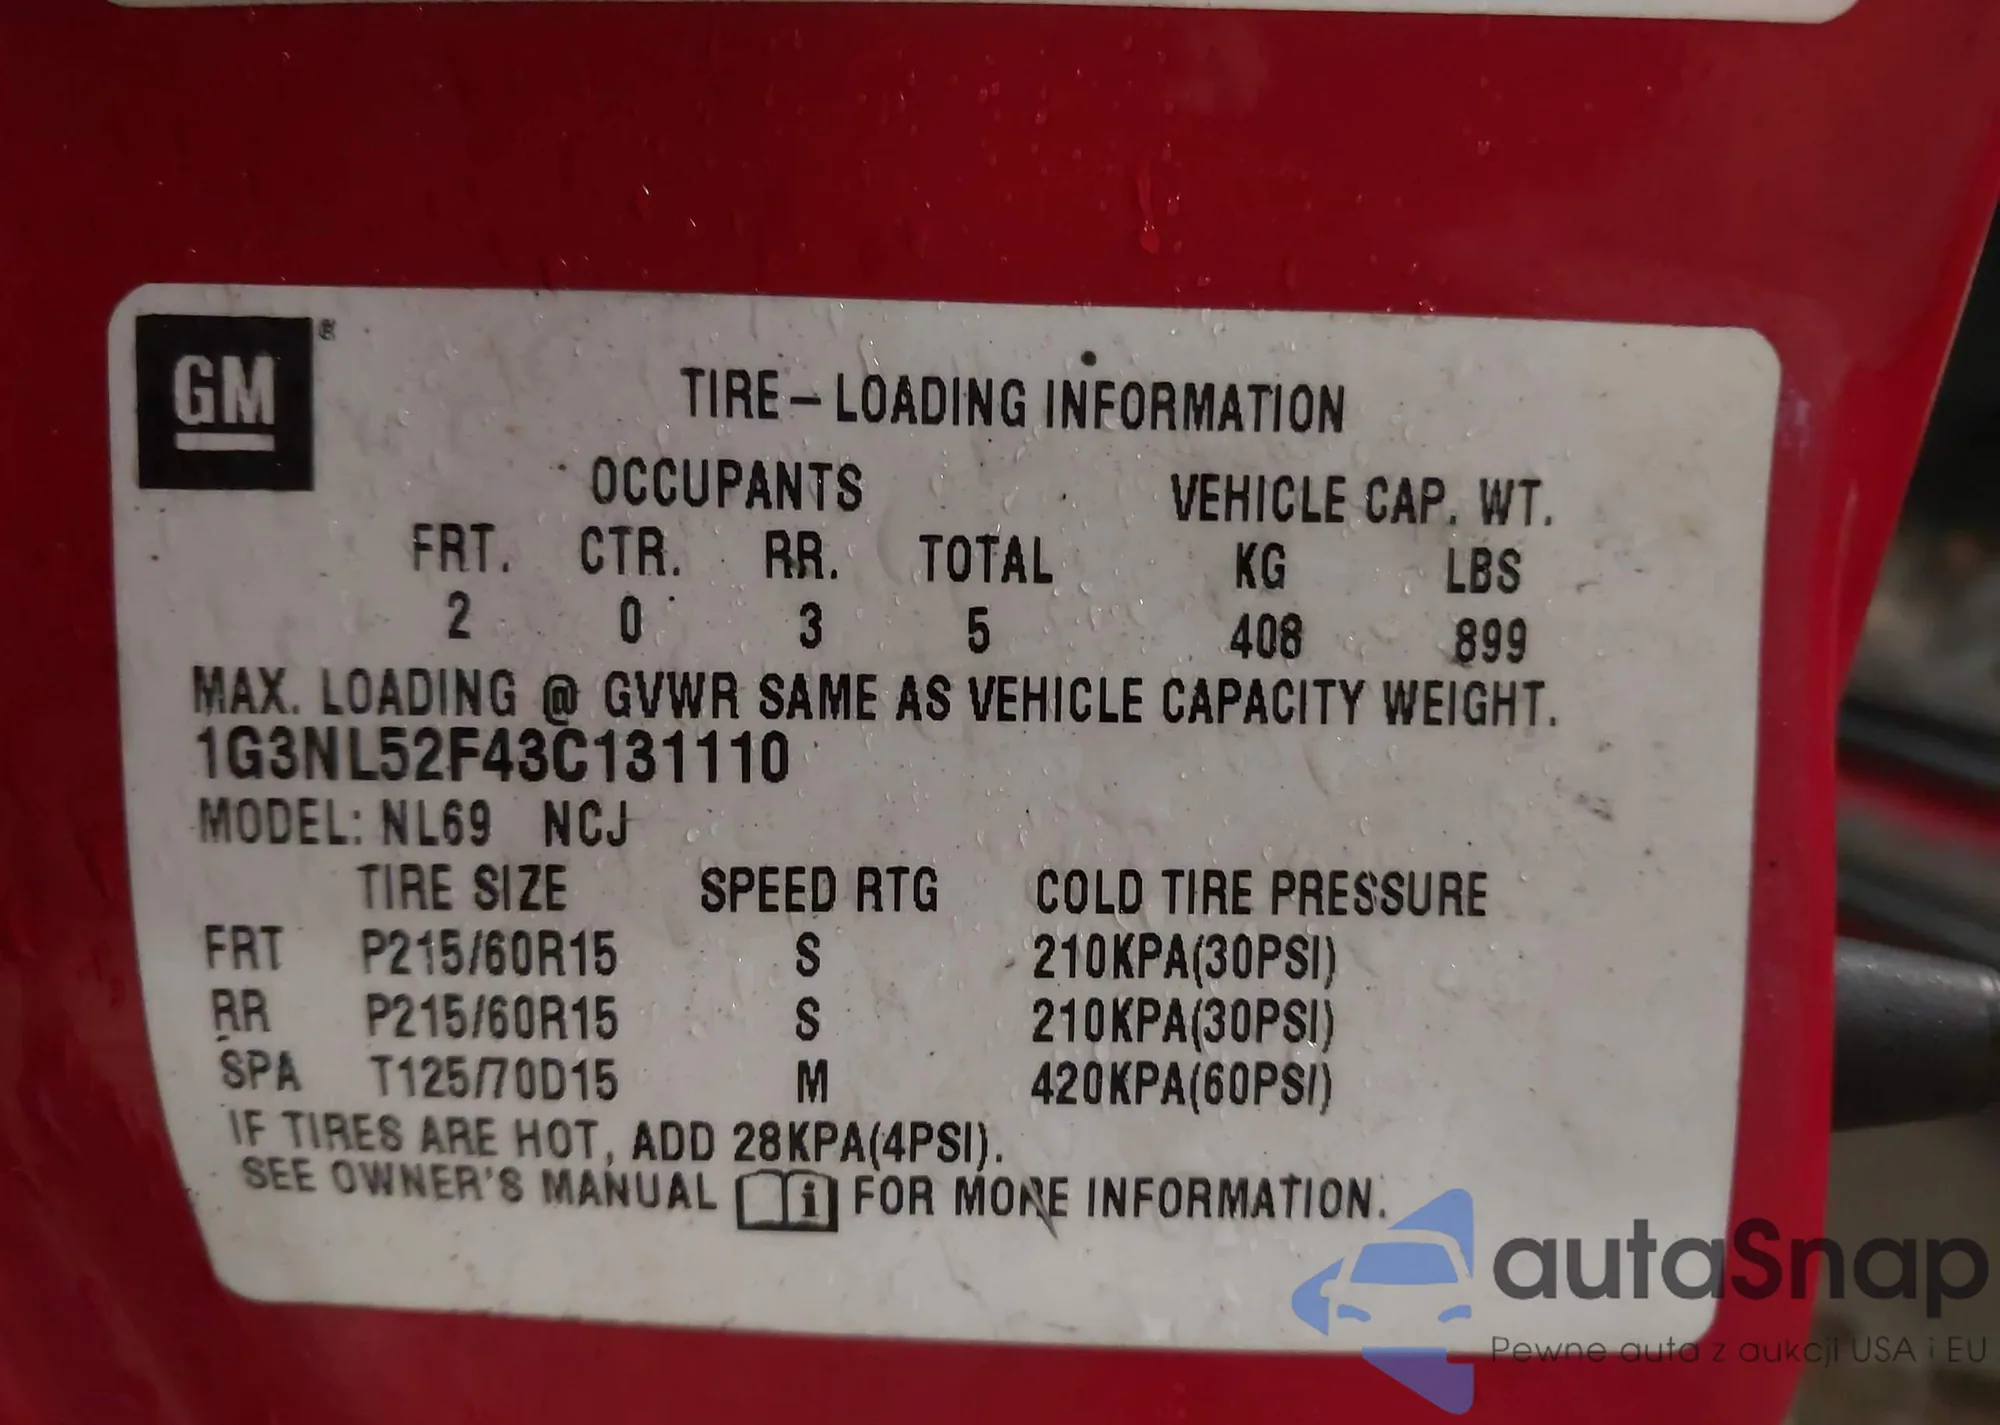 GM ®
TIRE – LOADING INFORMATION
OCCUPANTS VEHICLE CAP. WT.
FRT. CTR. RR. TOTAL KG LBS
2 0 3 5 408 899
MAX. LOADING @ GVWR SAME AS VEHICLE CAPACITY WEIGHT.
1G3NL52F43C131110
MODEL: NL69 NCJ
TIRE SIZE SPEED RTG COLD TIRE PRESSURE
FRT P215/60R15 S 210KPA(30PSI)
RR P215/60R15 S 210KPA(30PSI)
SPA T125/70D15 M 420KPA(60PSI)
IF TIRES ARE HOT, ADD 28KPA(4PSI).
SEE OWNER'S MANUAL i FOR MORE INFORMATION.
autaSnap
Pewne auta z aukcji USA i EU